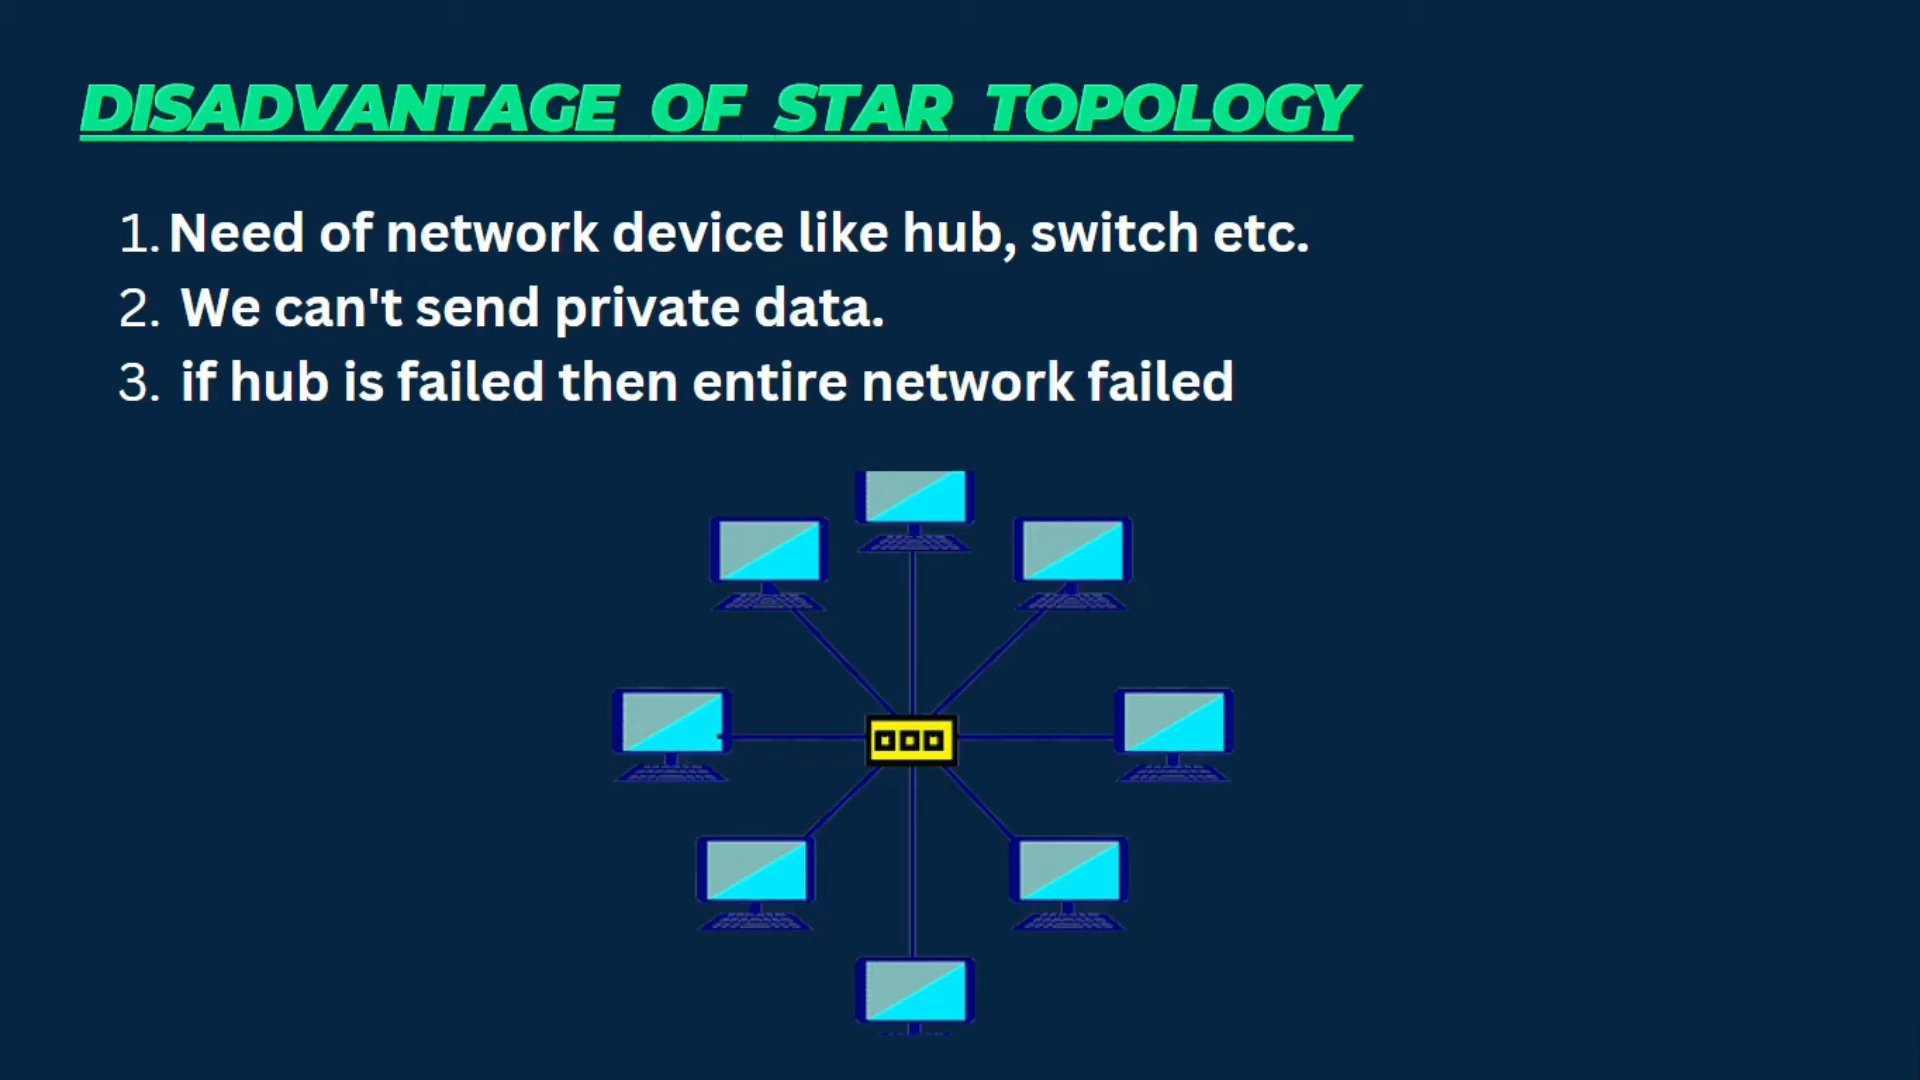 DISADVANTAGE OF STAR TOPOLOGY
1. Need of network device like hub, switch etc.
2. We can't send private data.
3. if hub is failed then entire network failed